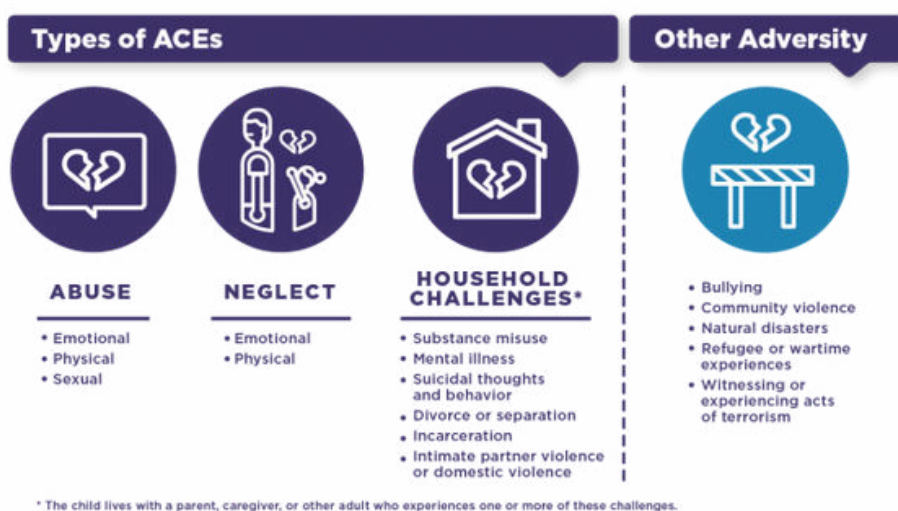 Types of ACEs
Other Adversity
ABUSE
• Emotional
• Physical
• Sexual
NEGLECT
• Emotional
• Physical
HOUSEHOLD
CHALLENGES*
• Substance misuse
• Mental illness
• Suicidal thoughts
and behavior
• Divorce or separation
• Incarceration
• Intimate partner violence
or domestic violence
• Bullying
• Community violence
• Natural disasters
• Refugee or wartime
experiences
• Witnessing or
experiencing acts
of terrorism
* The child lives with a parent, caregiver, or other adult who experiences one or more of these challenges.